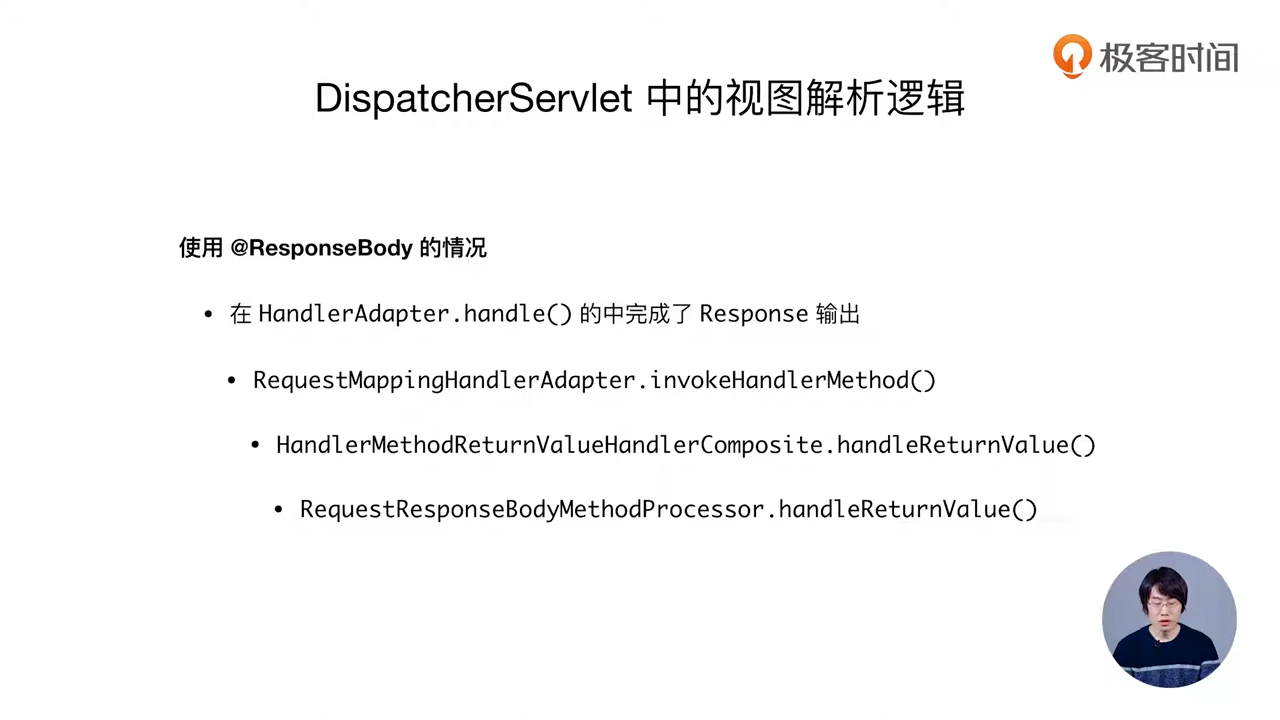 极客时间
DispatcherServlet 中的视图解析逻辑
使用 @ResponseBody 的情况
• 在 HandlerAdapter.handle() 的中完成了 Response 输出
• RequestMappingHandlerAdapter.invokeHandlerMethod()
• HandlerMethodReturnValueHandlerComposite.handleReturnValue()
• RequestResponseBodyMethodProcessor.handleReturnValue()